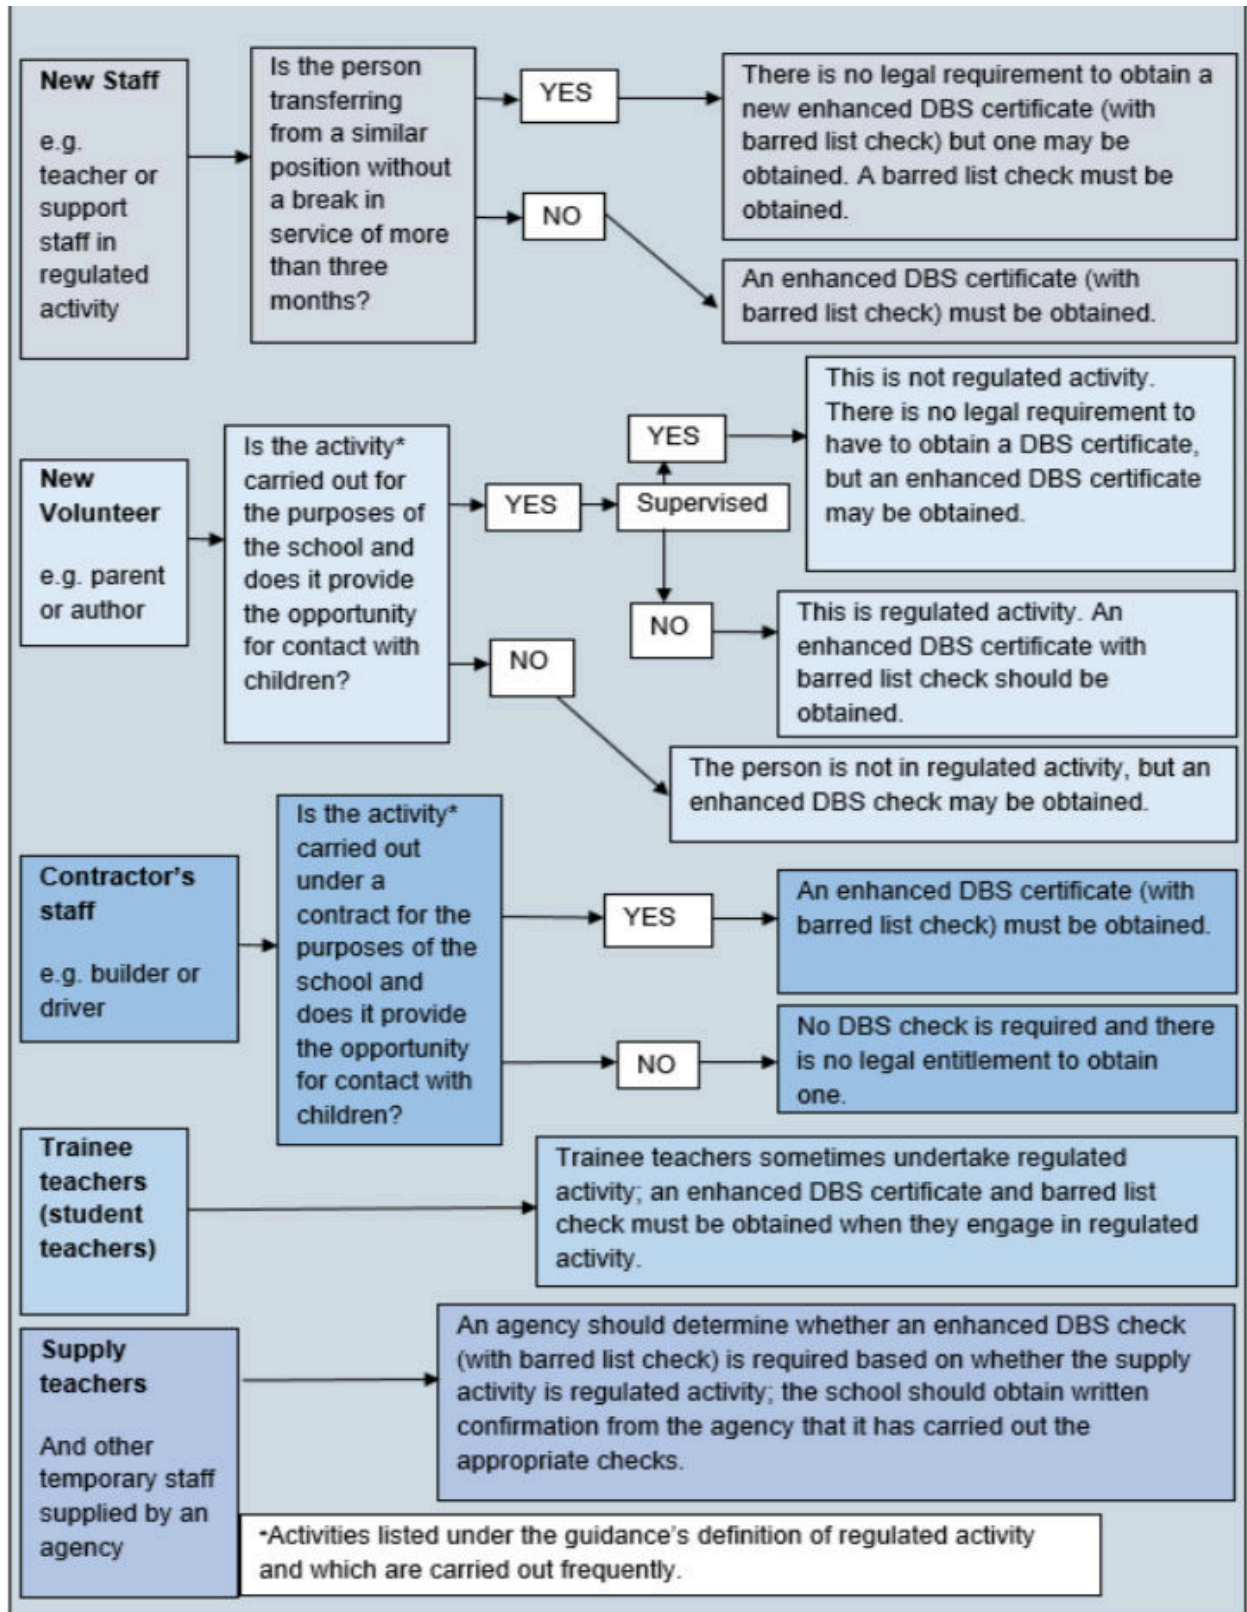 New Staff
e.g.
teacher or
support
staff in
regulated
activity
Is the person
transferring
from a similar
position without
a break in
service of more
than three
months?
YES
There is no legal requirement to obtain a
new enhanced DBS certificate (with
barred list check) but one may be
obtained. A barred list check must be
obtained.
NO
An enhanced DBS certificate (with
barred list check) must be obtained.
New
Volunteer
e.g. parent
or author
Is the activity*
carried out for
the purposes of
the school and
does it provide
the opportunity
for contact with
children?
YES
Supervised
YES
This is not regulated activity.
There is no legal requirement to
have to obtain a DBS certificate,
but an enhanced DBS certificate
may be obtained.
NO
This is regulated activity. An
enhanced DBS certificate with
barred list check should be
obtained.
NO
The person is not in regulated activity, but an
enhanced DBS check may be obtained.
Contractor's
staff
e.g. builder or
driver
Is the activity*
carried out
under a
contract for the
purposes of the
school and
does it provide
the opportunity
for contact with
children?
YES
An enhanced DBS certificate (with
barred list check) must be obtained.
NO
No DBS check is required and there
is no legal entitlement to obtain
one.
Trainee
teachers
(student
teachers)
Trainee teachers sometimes undertake regulated
activity; an enhanced DBS certificate and barred list
check must be obtained when they engage in regulated
activity.
Supply
teachers
And other
temporary staff
supplied by an
agency
An agency should determine whether an enhanced DBS check
(with barred list check) is required based on whether the supply
activity is regulated activity; the school should obtain written
confirmation from the agency that it has carried out the
appropriate checks.
*Activities listed under the guidance's definition of regulated activity
and which are carried out frequently.